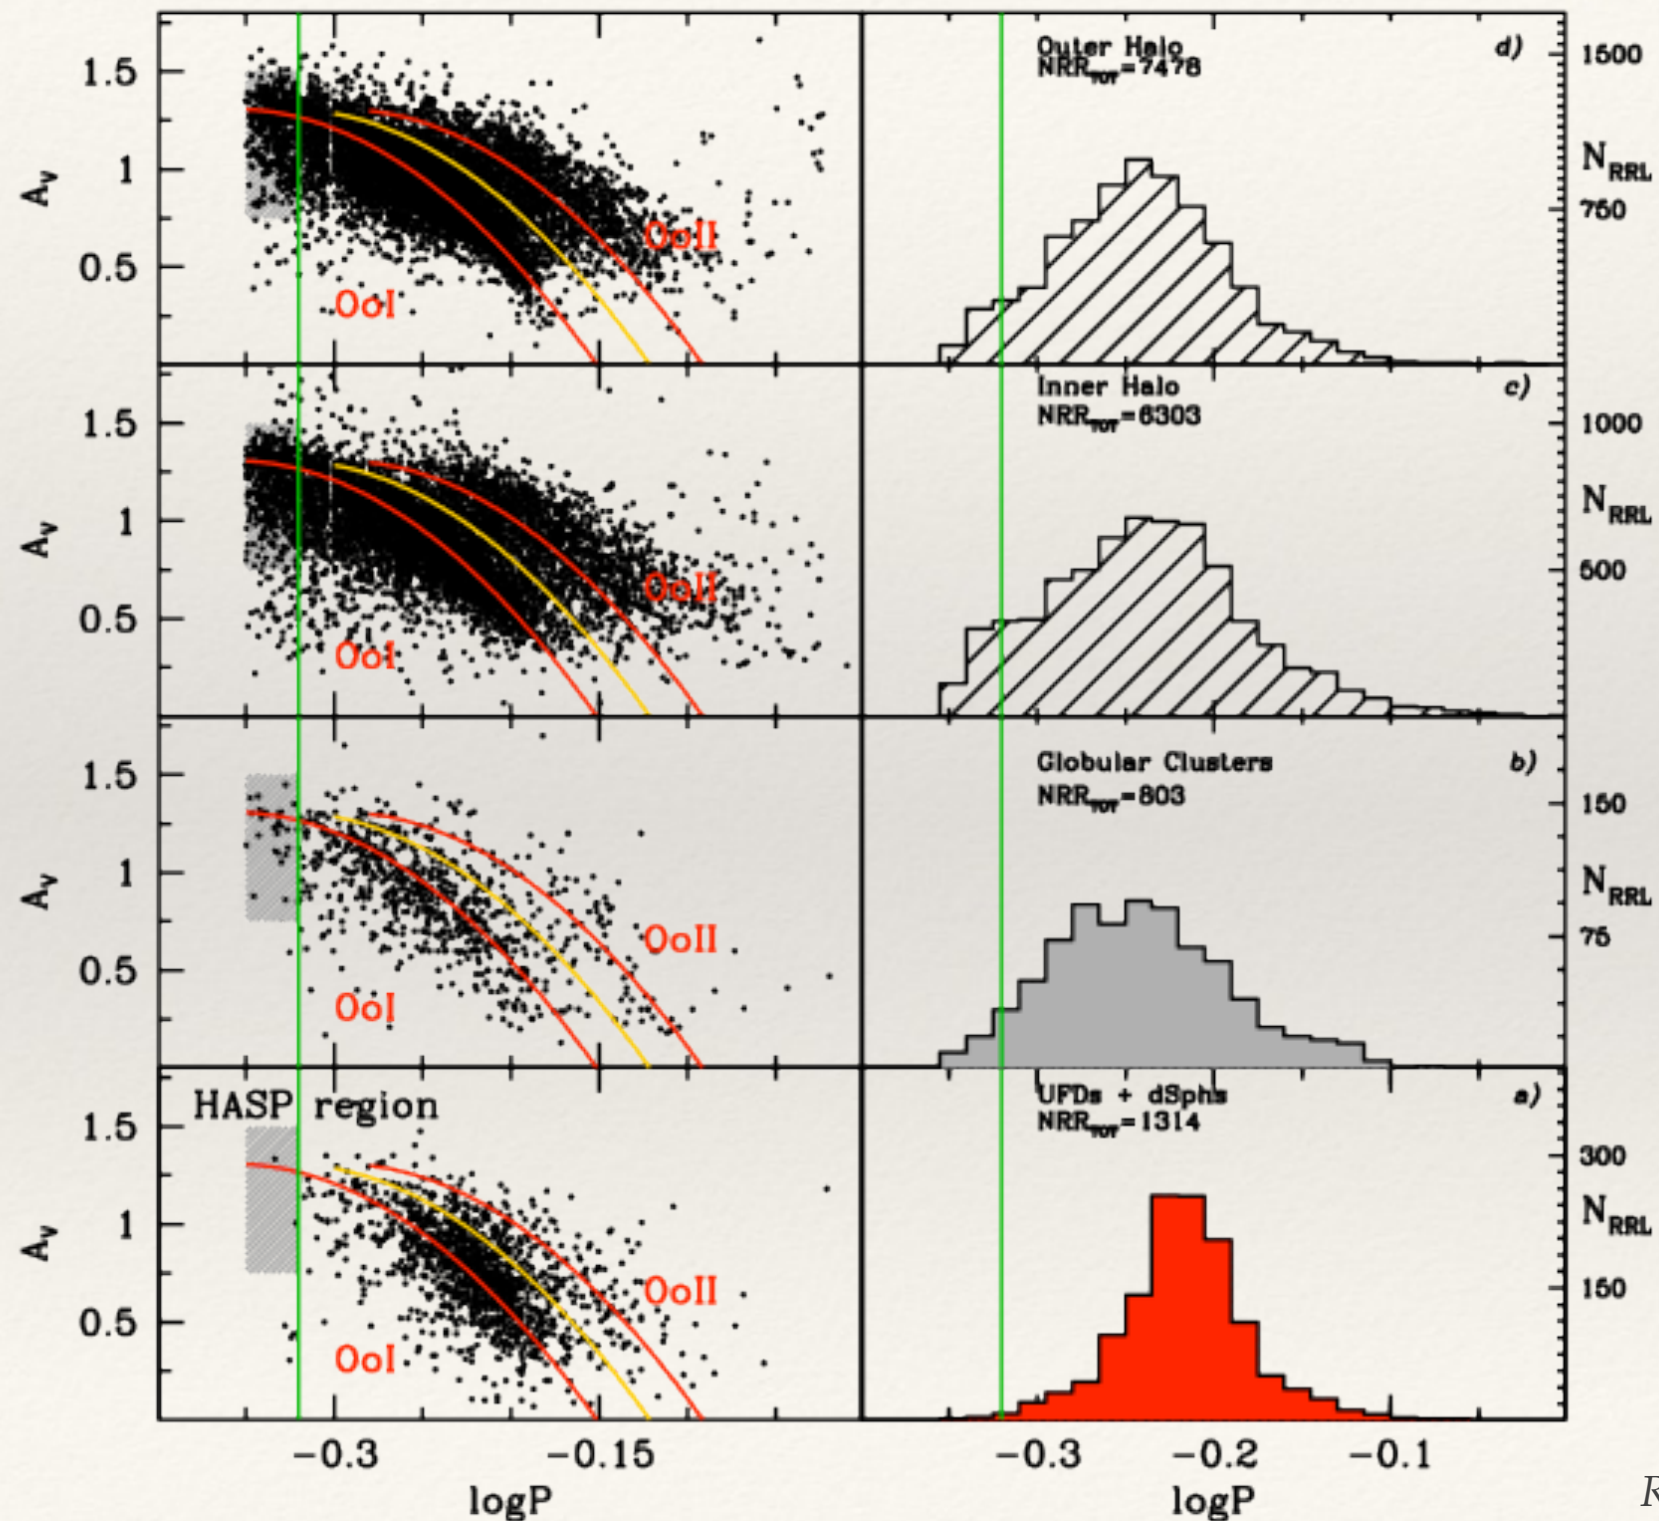 Outer Halo
NRR_TOT=7478
d)
1500
N_RRL
750
1.5
A_V
1
0.5
OoII
OoI
Inner Halo
NRR_TOT=6303
c)
1000
N_RRL
500
1.5
A_V
1
0.5
OoII
OoI
Globular Clusters
NRR_TOT=803
b)
150
N_RRL
75
1.5
A_V
1
0.5
OoII
OoI
HASP region
UFDs + dSphs
NRR_TOT=1314
a)
300
N_RRL
150
1.5
A_V
1
0.5
OoII
OoI
-0.3
-0.15
-0.3
-0.2
-0.1
logP
logP
R